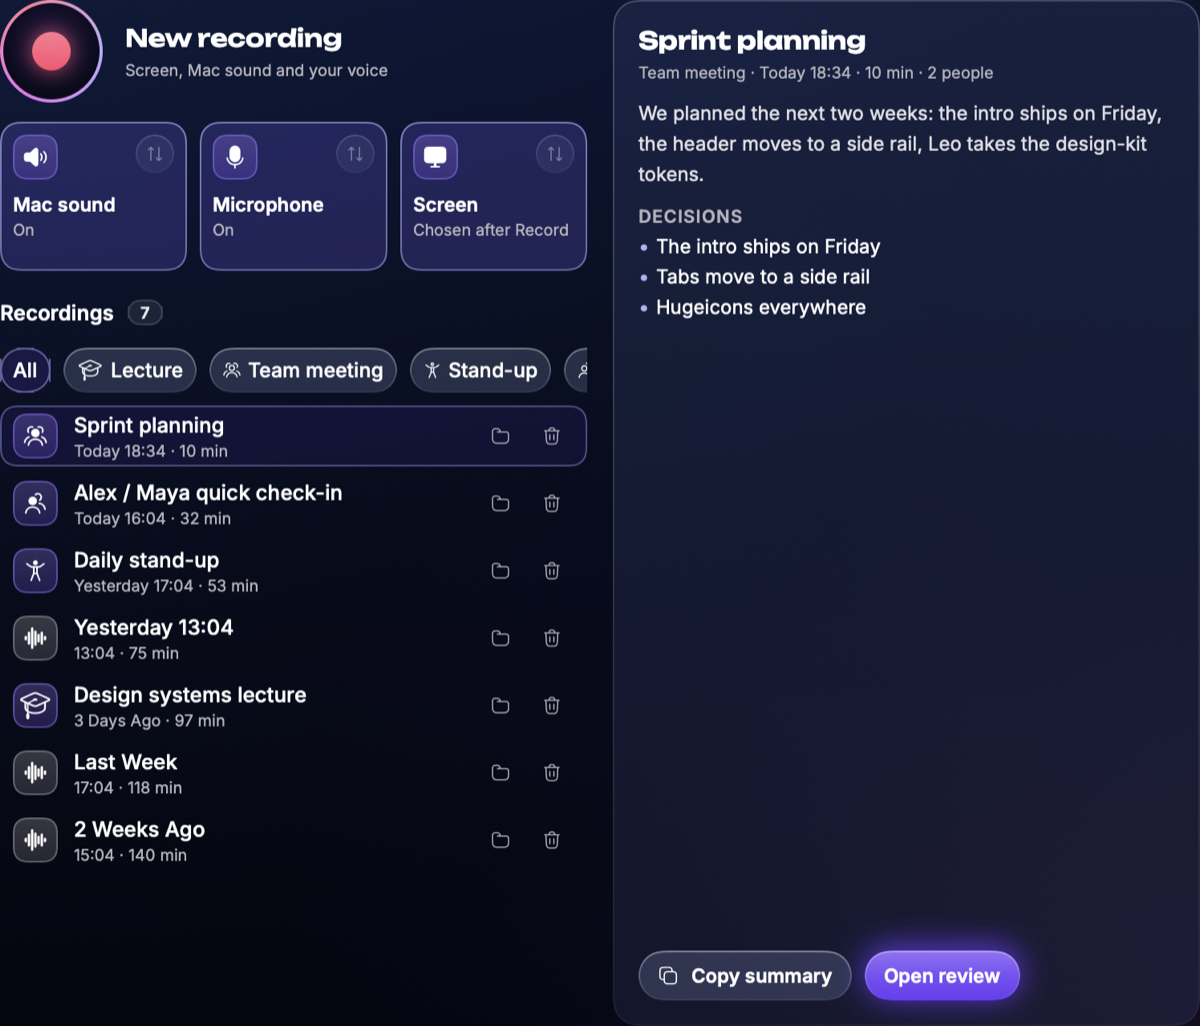 New recording
Screen, Mac sound and your voice
Mac sound
On
Microphone
On
Screen
Chosen after Record
Recordings 7
All Lecture Team meeting Stand-up
Sprint planning
Today 18:34 · 10 min
Alex / Maya quick check-in
Today 16:04 · 32 min
Daily stand-up
Yesterday 17:04 · 53 min
Yesterday 13:04
13:04 · 75 min
Design systems lecture
3 Days Ago · 97 min
Last Week
17:04 · 118 min
2 Weeks Ago
15:04 · 140 min
Sprint planning
Team meeting · Today 18:34 · 10 min · 2 people
We planned the next two weeks: the intro ships on Friday,
the header moves to a side rail, Leo takes the design-kit
tokens.
DECISIONS
• The intro ships on Friday
• Tabs move to a side rail
• Hugeicons everywhere
Copy summary
Open review